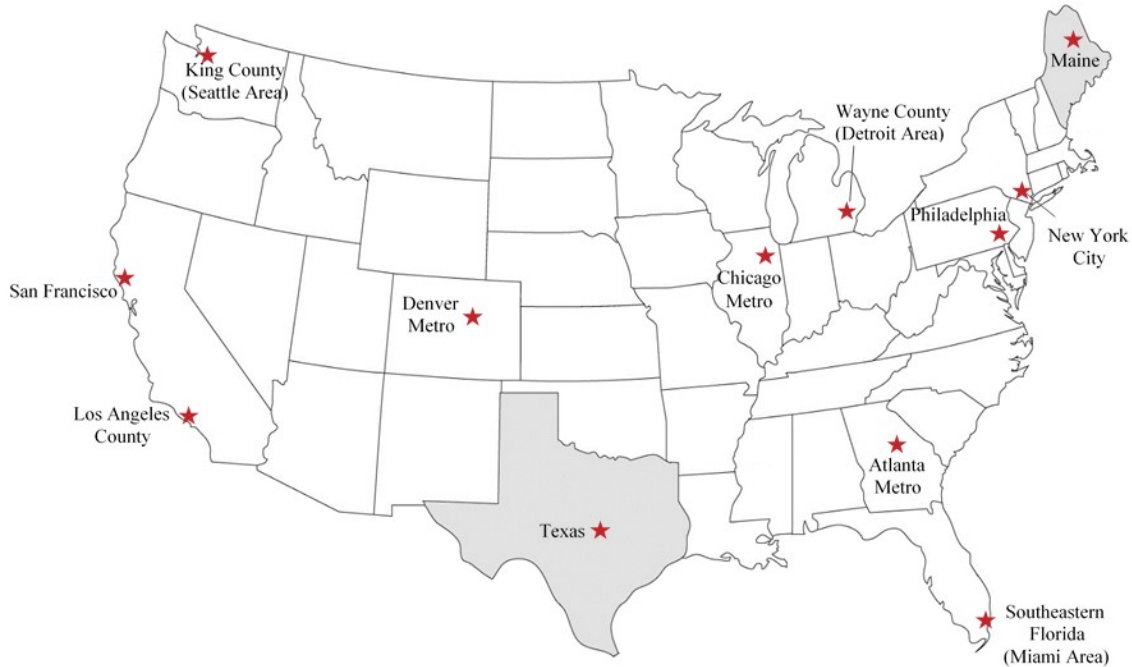 King County
(Seattle Area)
Maine
Wayne County
(Detroit Area)
Philadelphia
New York
City
San Francisco
Denver
Metro
Chicago
Metro
Los Angeles
County
Atlanta
Metro
Texas
Southeastern
Florida
(Miami Area)